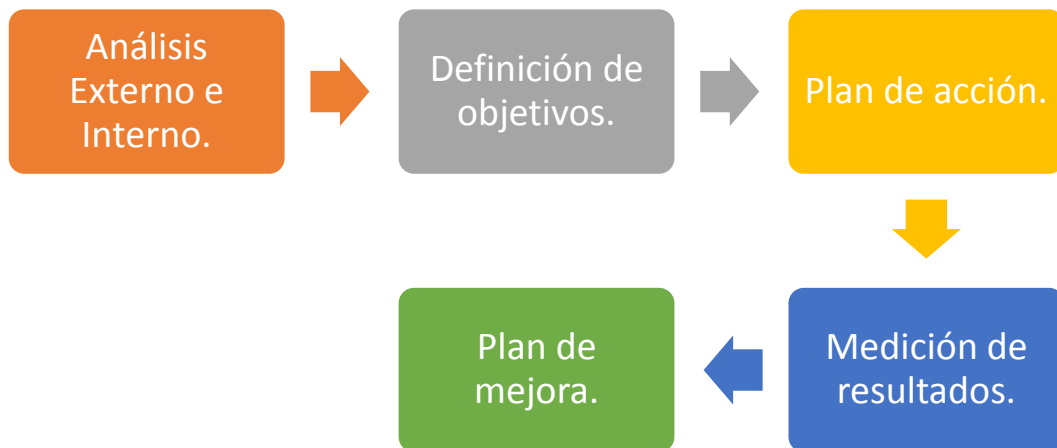 Análisis
Externo e
Interno.
Definición de
objetivos.
Plan de acción.
Medición de
resultados.
Plan de
mejora.